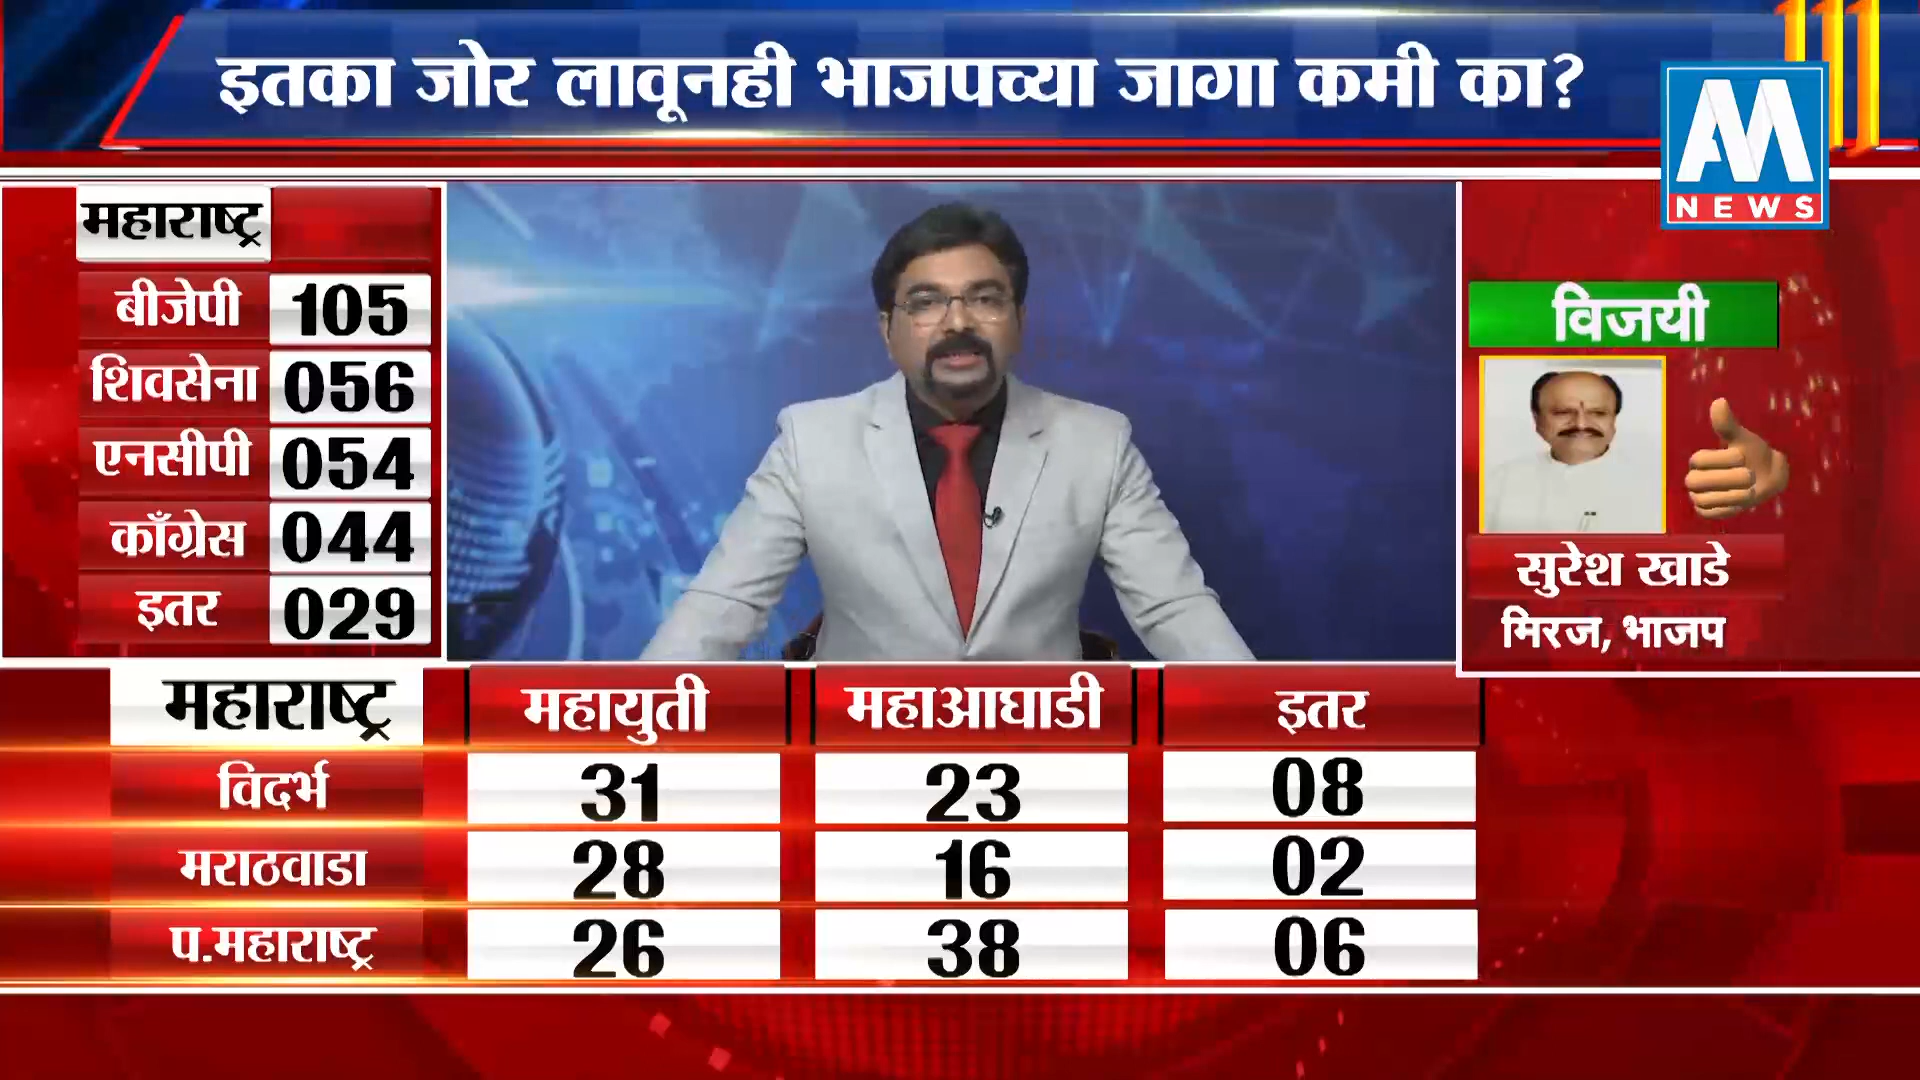 इतका जोर लावूनही भाजपच्या जागा कमी का?
AM
NEWS
महाराष्ट्र
बीजेपी 105
शिवसेना 056
एनसीपी 054
काँग्रेस 044
इतर 029
विजयी
सुरेश खाडे
मिरज, भाजप
महाराष्ट्र महायुती महाआघाडी इतर
विदर्भ 31 23 08
मराठवाडा 28 16 02
प.महाराष्ट्र 26 38 06